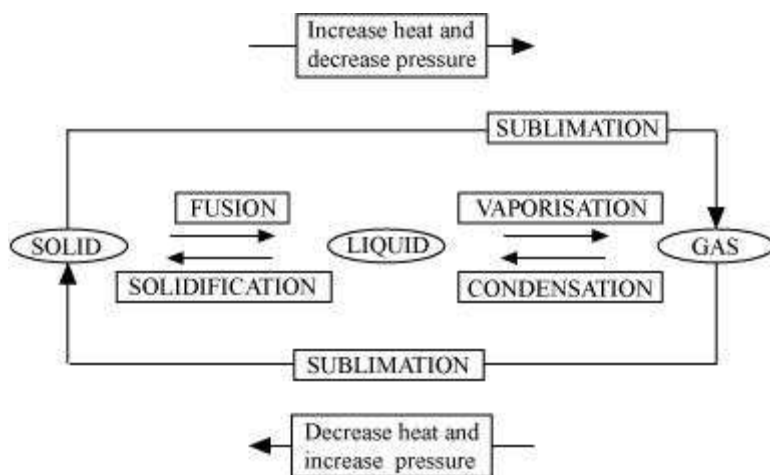 Increase heat and
decrease pressure
SUBLIMATION
FUSION
VAPORISATION
SOLID
LIQUID
GAS
SOLIDIFICATION
CONDENSATION
SUBLIMATION
Decrease heat and
increase pressure